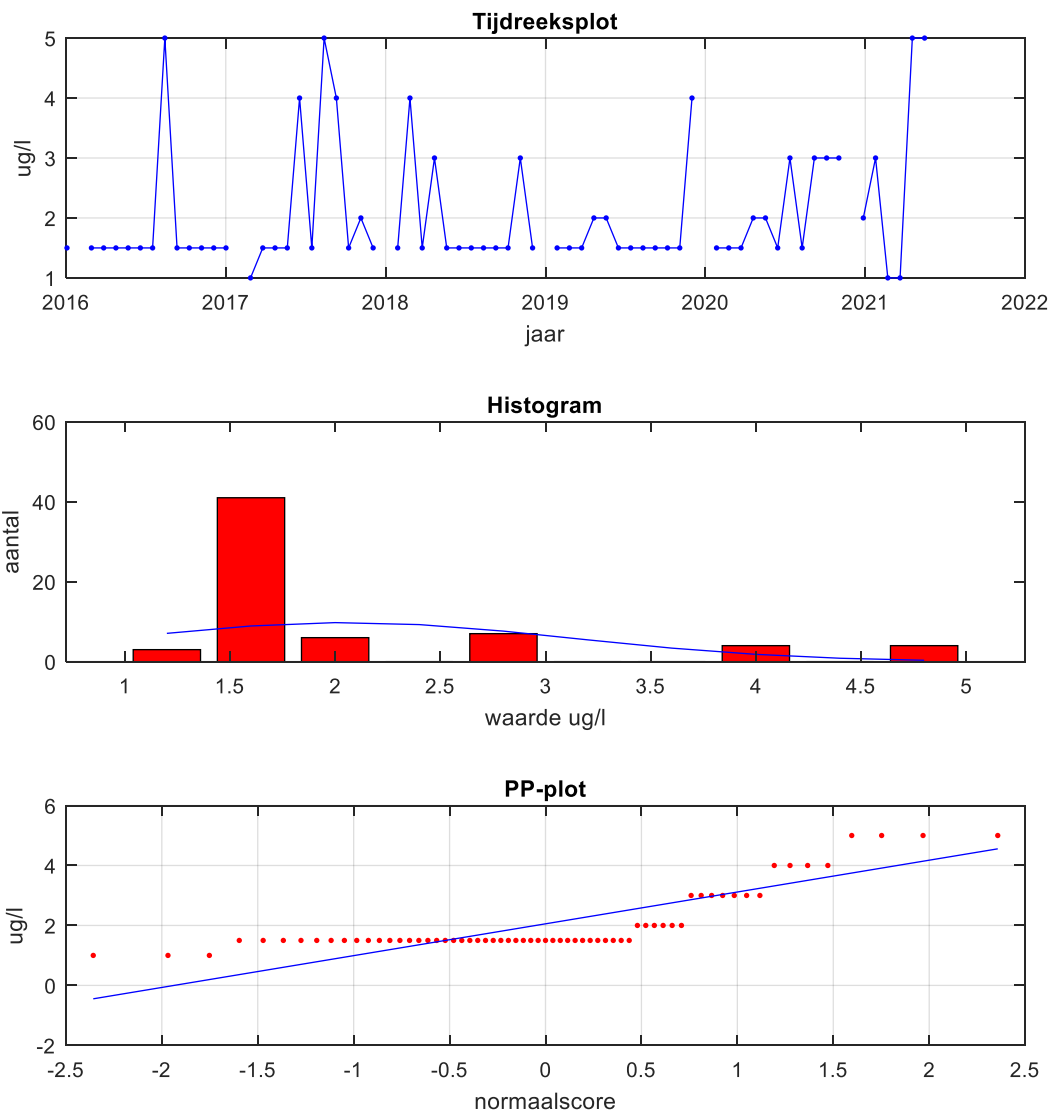 Tijdreeksplot
5
4
3
2
1
ug/l
2016 2017 2018 2019 2020 2021 2022
jaar
Histogram
60
40
20
0
aantal
1 1.5 2 2.5 3 3.5 4 4.5 5
waarde ug/l
PP-plot
6
4
2
0
-2
ug/l
-2.5 -2 -1.5 -1 -0.5 0 0.5 1 1.5 2 2.5
normaalscore